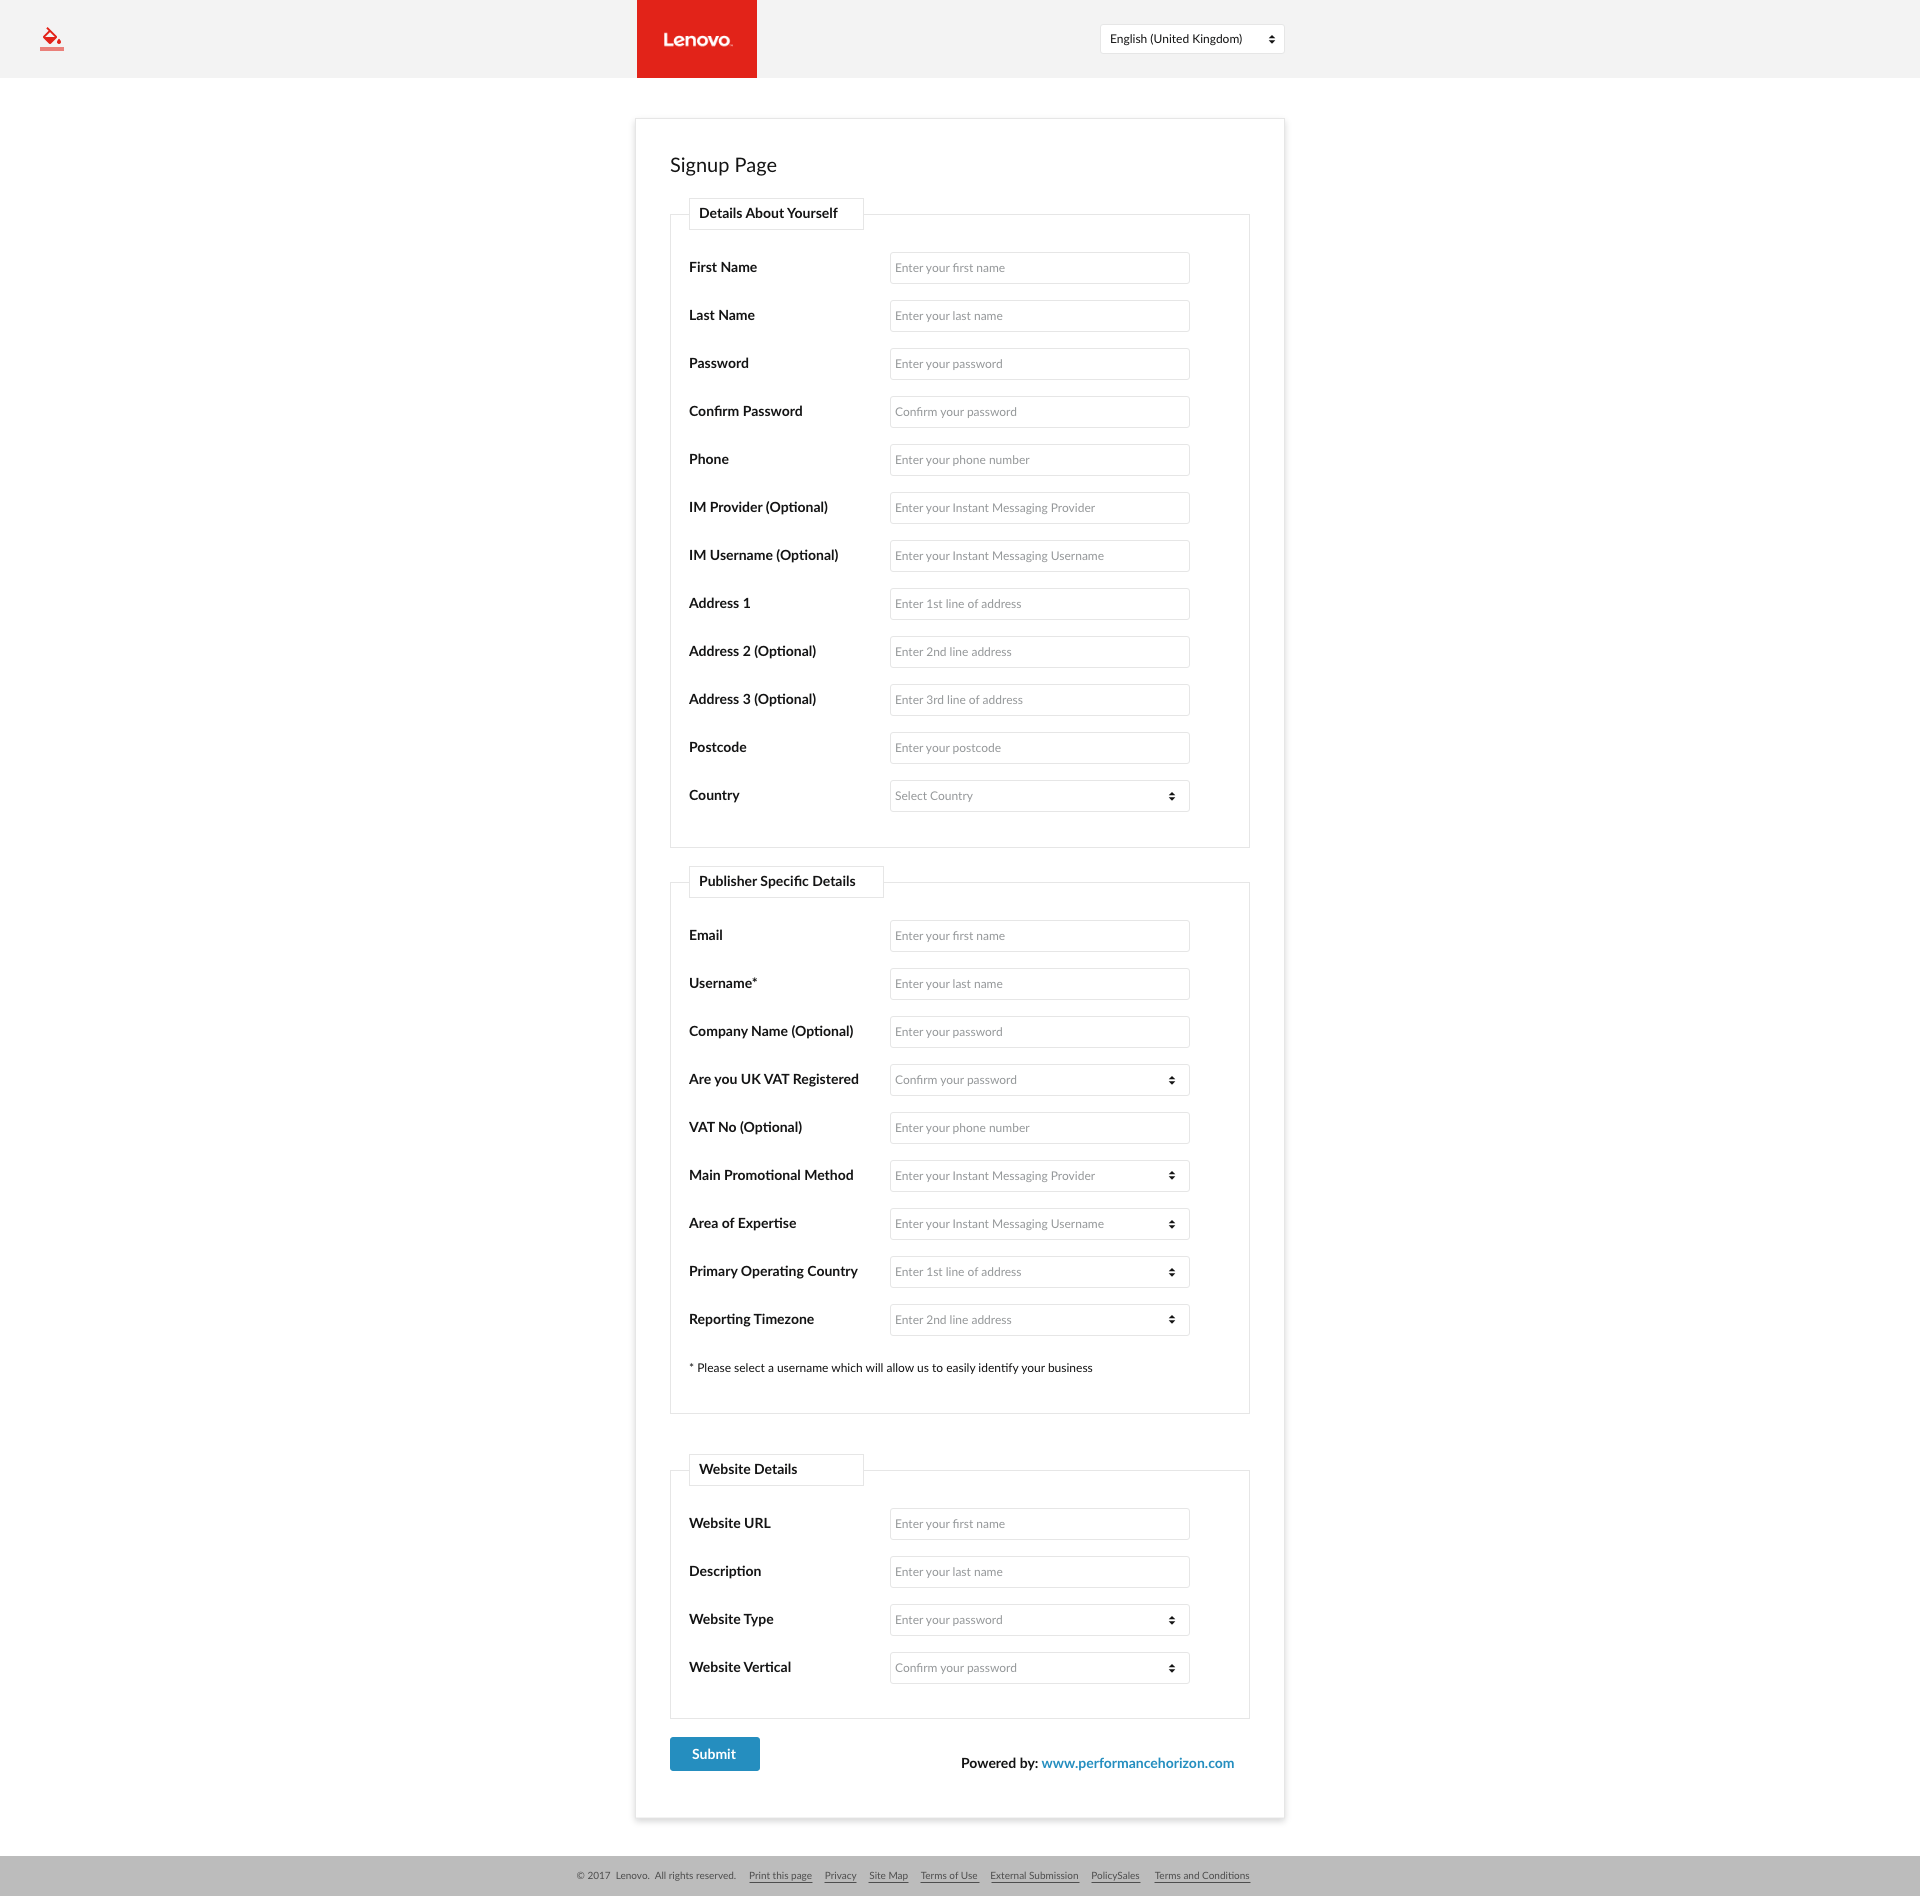 Lenovo
English (United Kingdom)
Signup Page
Details About Yourself
First Name Enter your first name
Last Name Enter your last name
Password Enter your password
Confirm Password Confirm your password
Phone Enter your phone number
IM Provider (Optional) Enter your Instant Messaging Provider
IM Username (Optional) Enter your Instant Messaging Username
Address 1 Enter 1st line of address
Address 2 (Optional) Enter 2nd line address
Address 3 (Optional) Enter 3rd line of address
Postcode Enter your postcode
Country Select Country
Publisher Specific Details
Email Enter your first name
Username* Enter your last name
Company Name (Optional) Enter your password
Are you UK VAT Registered Confirm your password
VAT No (Optional) Enter your phone number
Main Promotional Method Enter your Instant Messaging Provider
Area of Expertise Enter your Instant Messaging Username
Primary Operating Country Enter 1st line of address
Reporting Timezone Enter 2nd line address
* Please select a username which will allow us to easily identify your business
Website Details
Website URL Enter your first name
Description Enter your last name
Website Type Enter your password
Website Vertical Confirm your password
Submit
Powered by: www.performancehorizon.com
© 2017 Lenovo. All rights reserved. Print this page Privacy Site Map Terms of Use External Submission PolicySales Terms and Conditions